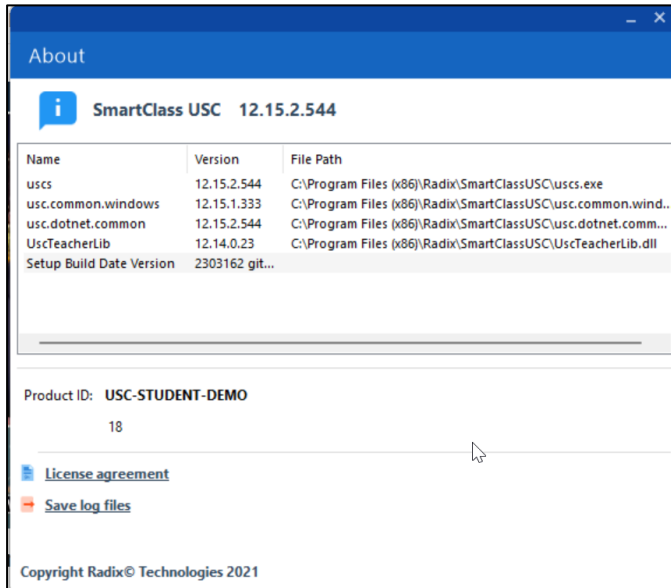 About
SmartClass USC 12.15.2.544
Name Version File Path
uscs 12.15.2.544 C:\Program Files (x86)\Radix\SmartClassUSC\uscs.exe
usc.common.windows 12.15.1.333 C:\Program Files (x86)\Radix\SmartClassUSC\usc.common.wind...
usc.dotnet.common 12.15.2.544 C:\Program Files (x86)\Radix\SmartClassUSC\usc.dotnet.comm...
UscTeacherLib 12.14.0.23 C:\Program Files (x86)\Radix\SmartClassUSC\UscTeacherLib.dll
Setup Build Date Version 2303162 git...
Product ID: USC-STUDENT-DEMO
18
License agreement
Save log files
Copyright Radix© Technologies 2021